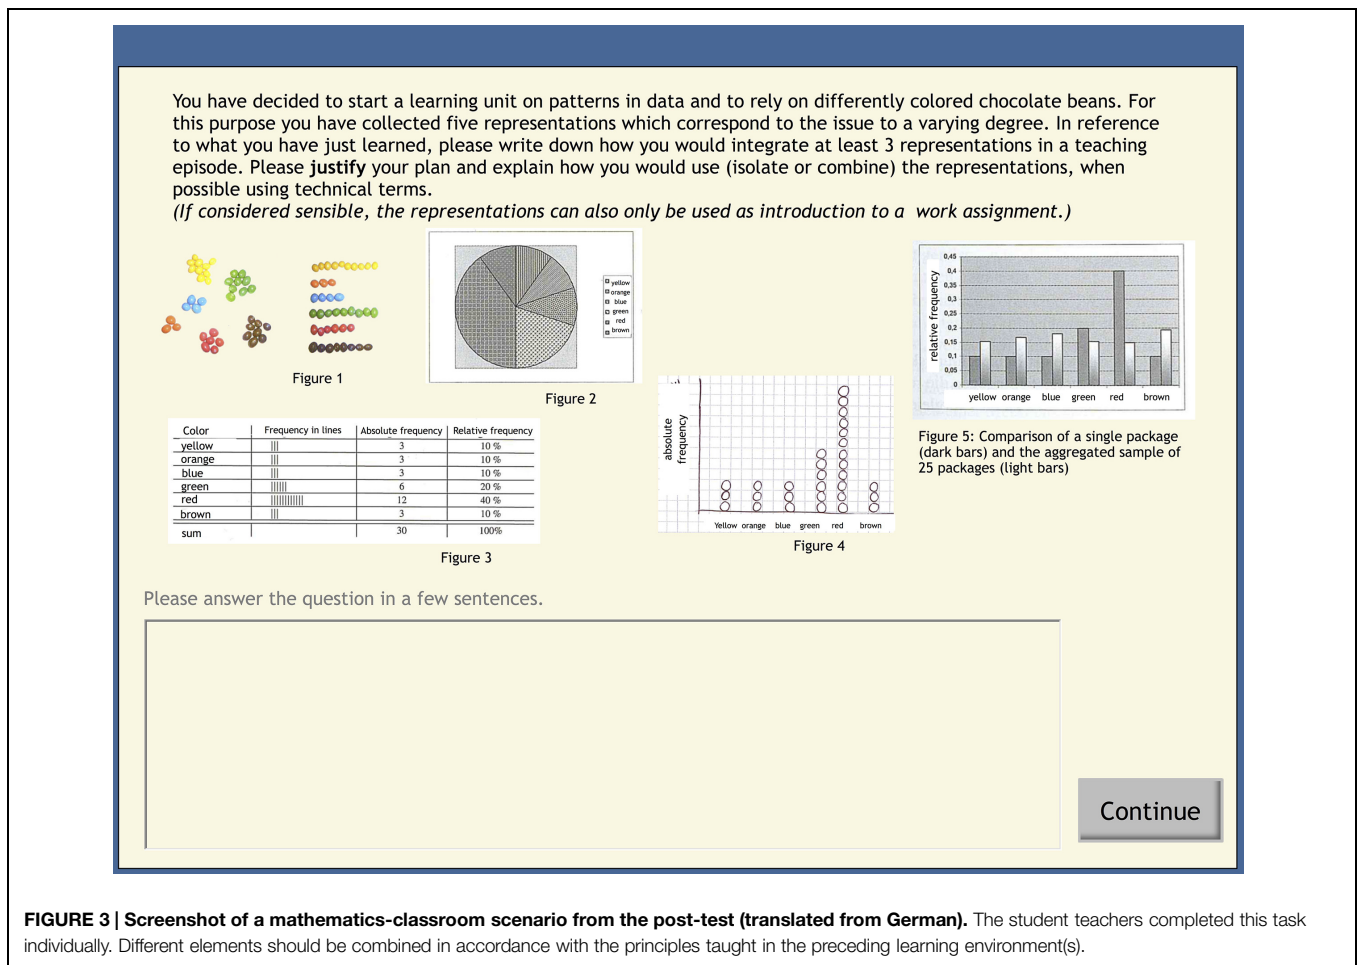 You have decided to start a learning unit on patterns in data and to rely on differently colored chocolate beans. For
this purpose you have collected five representations which correspond to the issue to a varying degree. In reference
to what you have just learned, please write down how you would integrate at least 3 representations in a teaching
episode. Please justify your plan and explain how you would use (isolate or combine) the representations, when
possible using technical terms.
(If considered sensible, the representations can also only be used as introduction to a work assignment.)
Figure 1
yellow
orange
blue
green
red
brown
Figure 2
Color Frequency in lines Absolute frequency Relative frequency
yellow ||| 3 10 %
orange ||| 3 10 %
blue ||| 3 10 %
green |||||| 6 20 %
red |||||||||||| 12 40 %
brown ||| 3 10 %
sum 30 100%
Figure 3
absolute
frequency
Yellow orange blue green red brown
Figure 4
relative frequency
0,45
0,4
0,35
0,3
0,25
0,2
0,15
0,1
0,05
0
yellow orange blue green red brown
Figure 5: Comparison of a single package
(dark bars) and the aggregated sample of
25 packages (light bars)
Please answer the question in a few sentences.
Continue
FIGURE 3 | Screenshot of a mathematics-classroom scenario from the post-test (translated from German). The student teachers completed this task
individually. Different elements should be combined in accordance with the principles taught in the preceding learning environment(s).